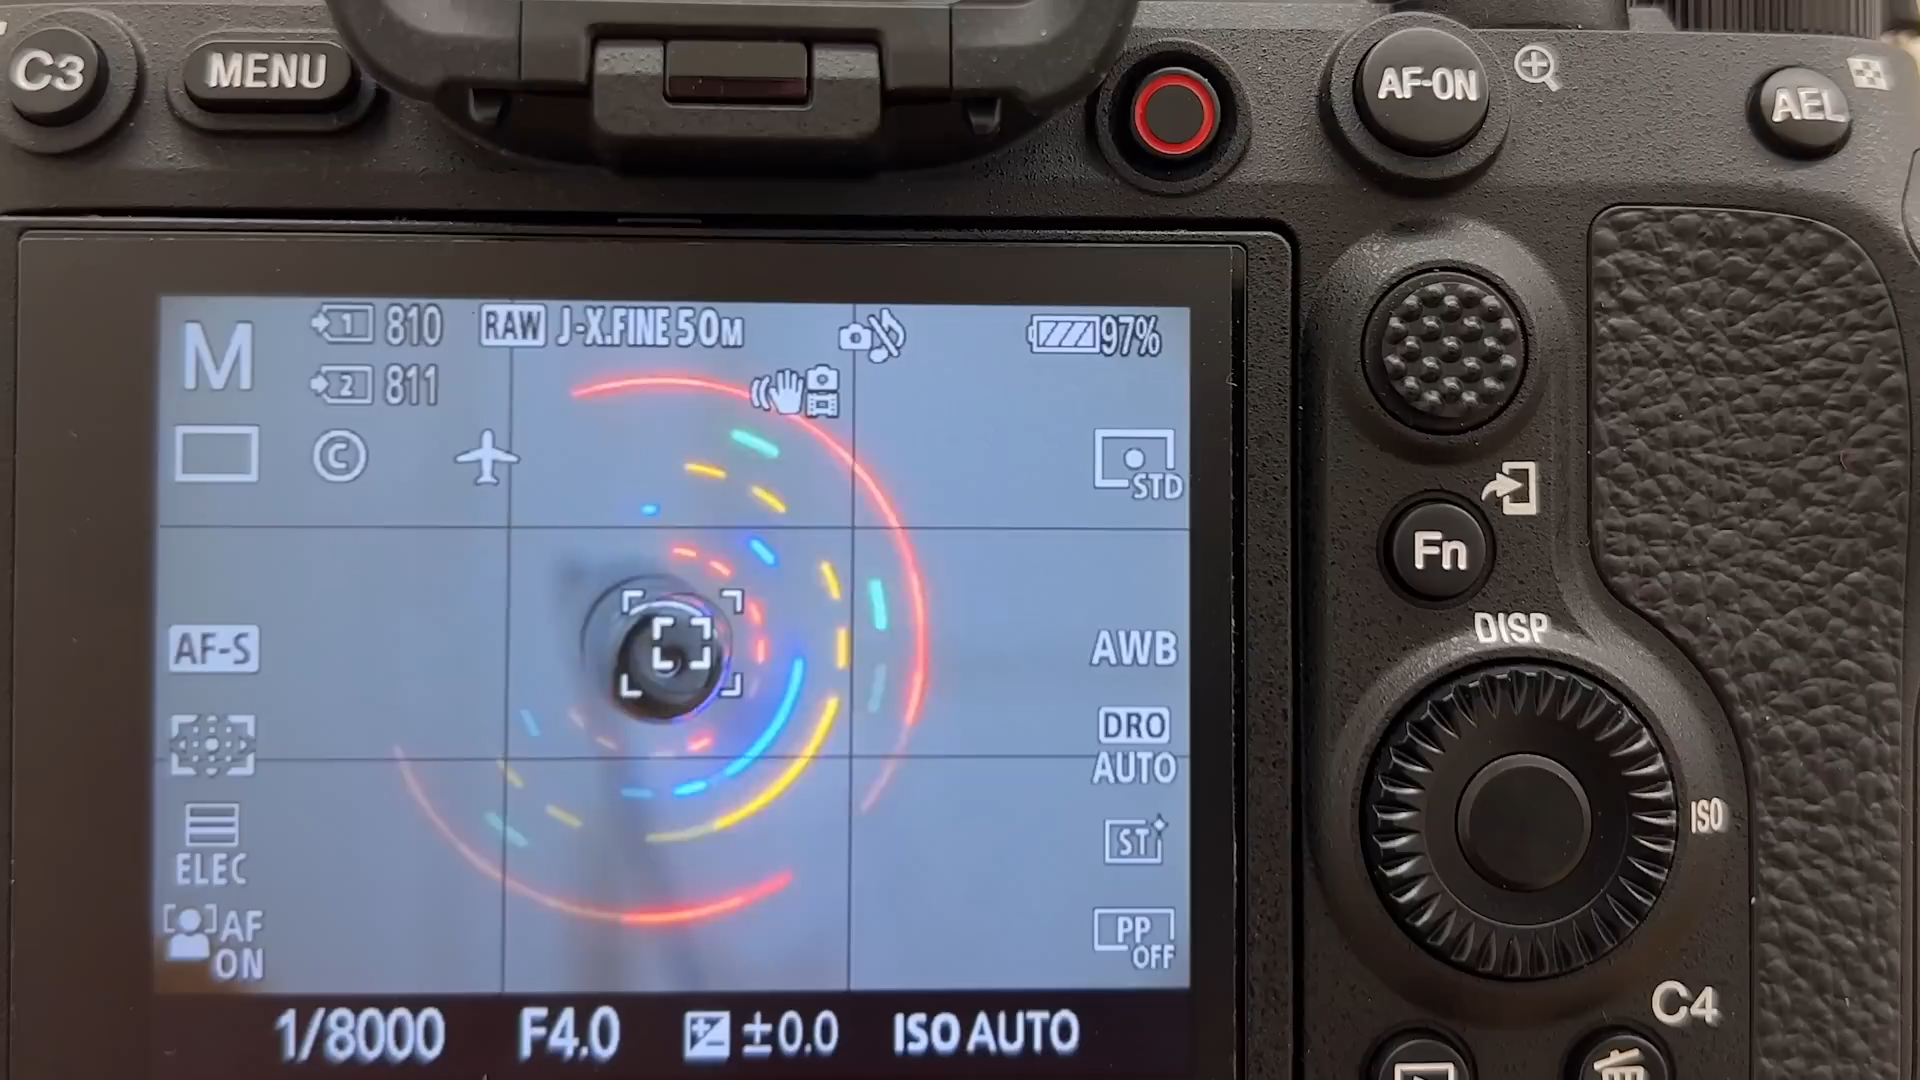 C3
MENU
AF-ON
AEL
M
1 810
RAW J-X.FINE 50M
97%
2 811
C
STD
Fn
DISP
AF-S
AWB
DRO
AUTO
ISO
ELEC
ST
AF
ON
PP
OFF
C4
1/8000 F4.0 ±0.0 ISO AUTO